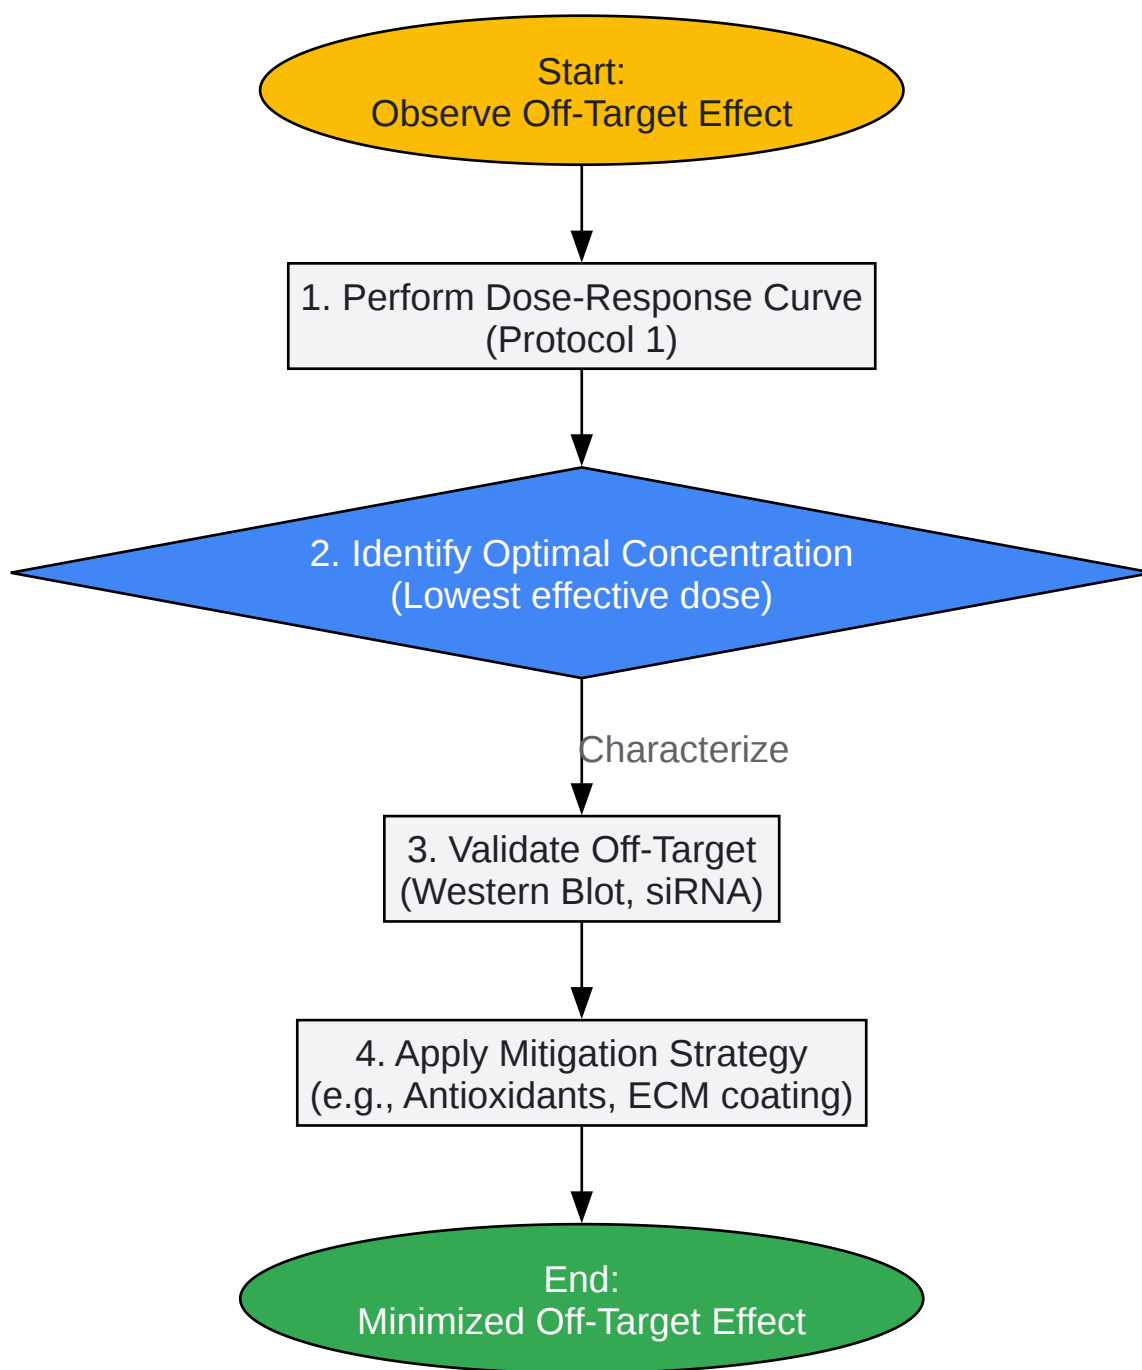 Start:
Observe Off-Target Effect
1. Perform Dose-Response Curve
(Protocol 1)
2. Identify Optimal Concentration
(Lowest effective dose)
Characterize
3. Validate Off-Target
(Western Blot, siRNA)
4. Apply Mitigation Strategy
(e.g., Antioxidants, ECM coating)
End:
Minimized Off-Target Effect